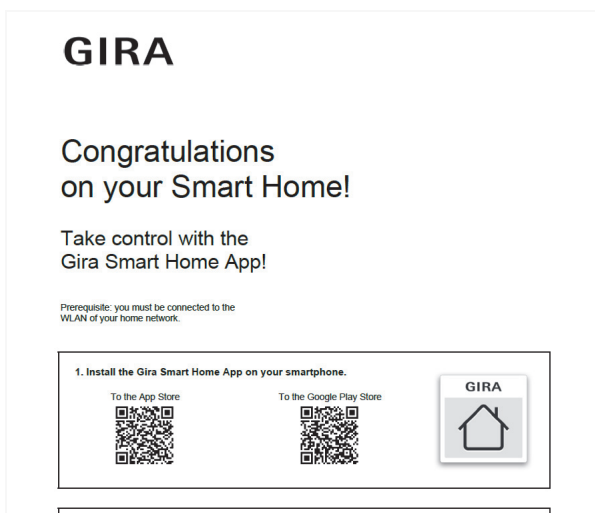 GIRA
Congratulations
on your Smart Home!
Take control with the
Gira Smart Home App!
Prerequisite: you must be connected to the
WLAN of your home network.
1. Install the Gira Smart Home App on your smartphone.
To the App Store
To the Google Play Store
GIRA